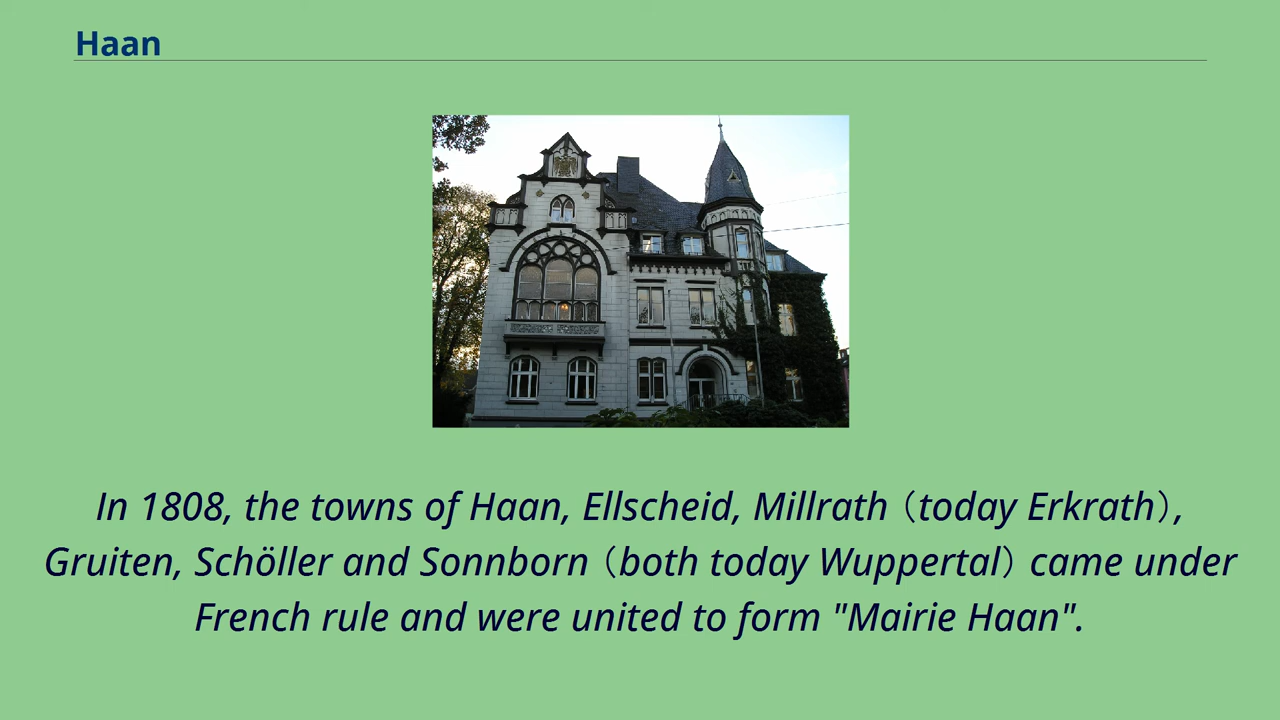 Haan
In 1808, the towns of Haan, Ellscheid, Millrath (today Erkrath),
Gruiten, Schöller and Sonnborn (both today Wuppertal) came under
French rule and were united to form "Mairie Haan".